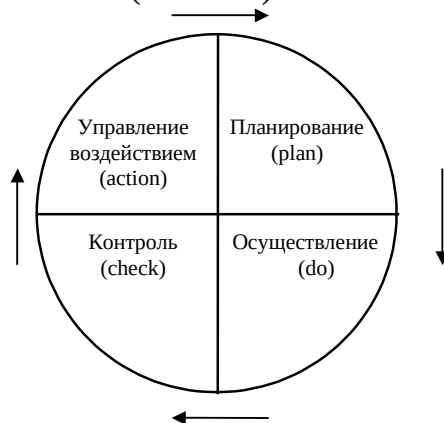 Управление
воздействием
(action)
Планирование
(plan)
Контроль
(check)
Осуществление
(do)